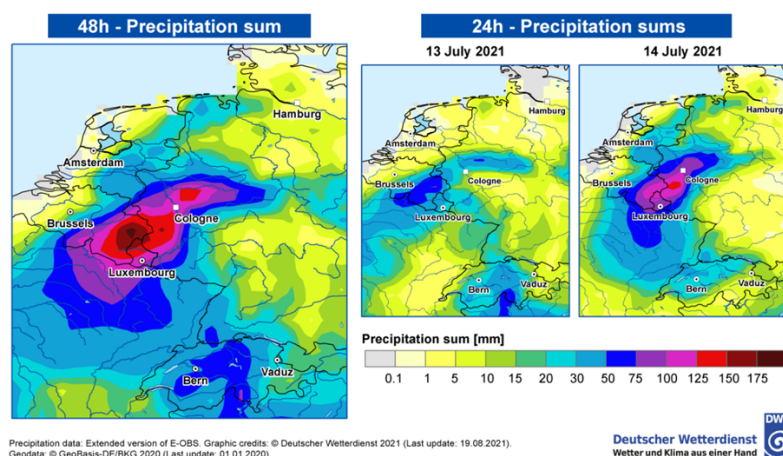 48h - Precipitation sum
24h - Precipitation sums
13 July 2021
14 July 2021
Hamburg
Amsterdam
Brussels
Cologne
Luxembourg
Bern
Vaduz
Hamburg
Amsterdam
Brussels
Cologne
Luxembourg
Bern
Vaduz
Hamburg
Amsterdam
Brussels
Cologne
Luxembourg
Bern
Vaduz
Precipitation sum [mm]
0.1 1 5 10 15 20 30 50 75 100 125 150 175
Precipitation data: Extended version of E-OBS. Graphic credits: © Deutscher Wetterdienst 2021 (Last update: 19.08.2021).
Geodata: © GeoBasis-DE/BKG 2020 (Last update: 01.01.2020)
Deutscher Wetterdienst
Wetter und Klima aus einer Hand
DW